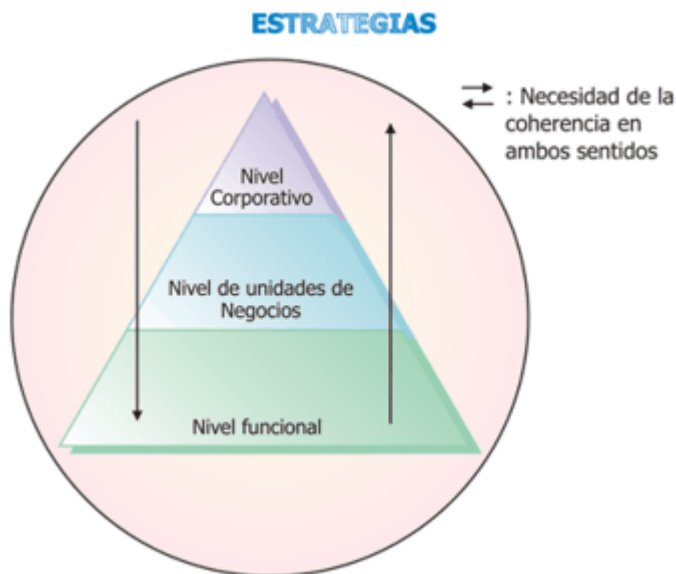 ESTRATEGIAS
: Necesidad de la
coherencia en
ambos sentidos
Nivel
Corporativo
Nivel de unidades de
Negocios
Nivel funcional